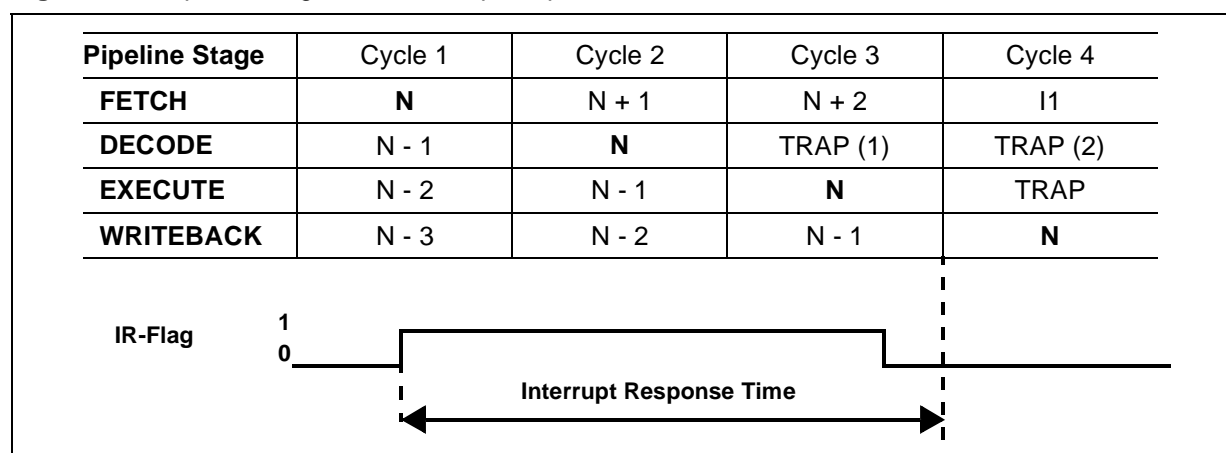 Pipeline Stage Cycle 1 Cycle 2 Cycle 3 Cycle 4
FETCH N N + 1 N + 2 I1
DECODE N - 1 N TRAP (1) TRAP (2)
EXECUTE N - 2 N - 1 N TRAP
WRITEBACK N - 3 N - 2 N - 1 N
1
IR-Flag
0
Interrupt Response Time